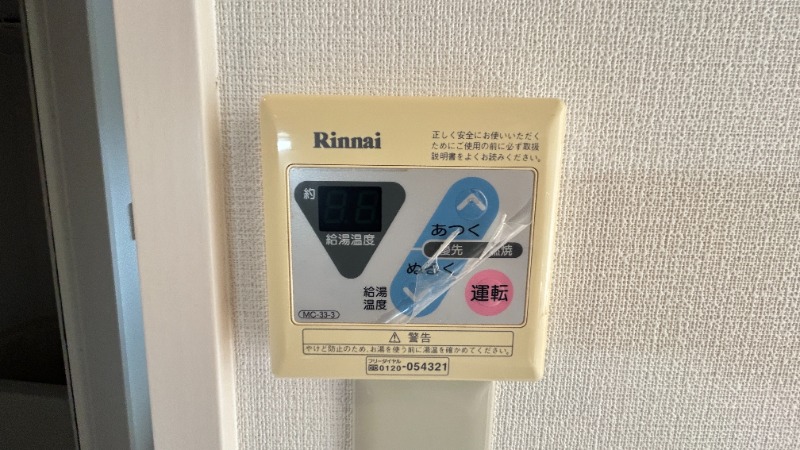 Rinnai
正しく安全にお使いいただく
ためにご使用の前に必ず取扱
説明書をよくお読みください。
約
給湯温度
あつく
優先
燃焼
ぬるく
給湯
温度
運転
MC-33-3
警告
やけど防止のため、お湯を使う前に湯温を確かめてください。
フリーダイヤル
0120-054321